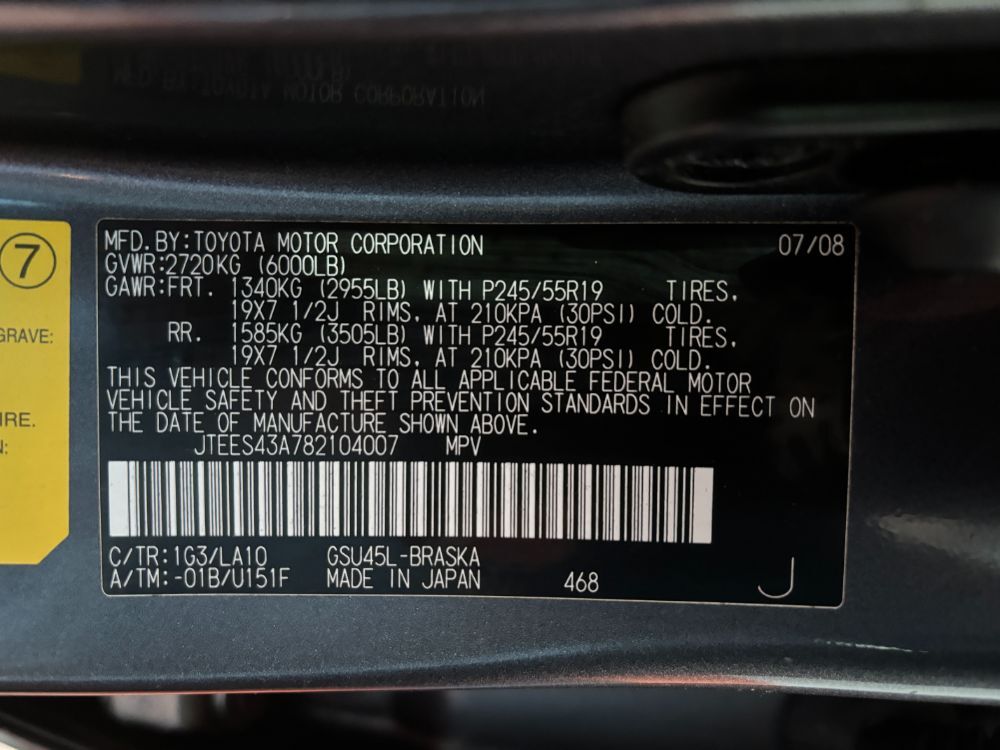 MFD.BY:TOYOTA MOTOR CORPORATION 07/08
GVWR:2720KG (6000LB)
GAWR:FRT. 1340KG (2955LB) WITH P245/55R19 TIRES,
19X7 1/2J RIMS, AT 210KPA (30PSI) COLD.
RR. 1585KG (3505LB) WITH P245/55R19 TIRES,
19X7 1/2J RIMS, AT 210KPA (30PSI) COLD.
THIS VEHICLE CONFORMS TO ALL APPLICABLE FEDERAL MOTOR
VEHICLE SAFETY AND THEFT PREVENTION STANDARDS IN EFFECT ON
THE DATE OF MANUFACTURE SHOWN ABOVE.
JTEES43A782104007 MPV
C/TR:1G3/LA10 GSU45L-BRASKA
A/TM:-01B/U151F MADE IN JAPAN 468 J
7
GRAVE:
IRE.